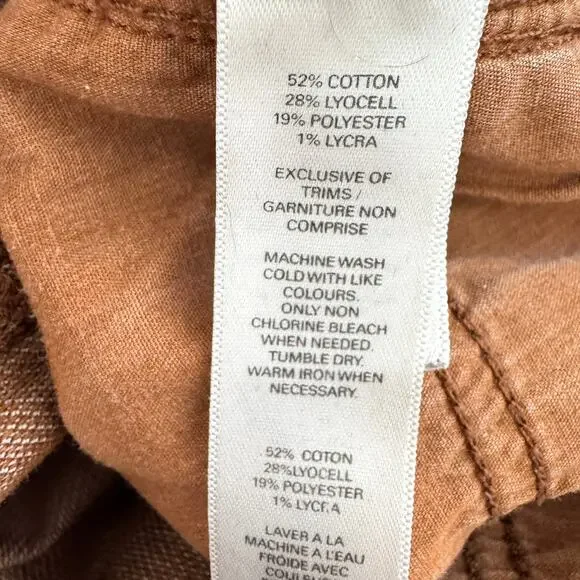 52% COTTON
28% LYOCELL
19% POLYESTER
1% LYCRA
EXCLUSIVE OF
TRIMS /
GARNITURE NON
COMPRISE
MACHINE WASH
COLD WITH LIKE
COLOURS.
ONLY NON
CHLORINE BLEACH
WHEN NEEDED.
TUMBLE DRY.
WARM IRON WHEN
NECESSARY.
52% COTON
28%LYOCELL
19% POLYESTER
1% LYCRA
LAVER A LA
MACHINE A L'EAU
FROIDE AVEC